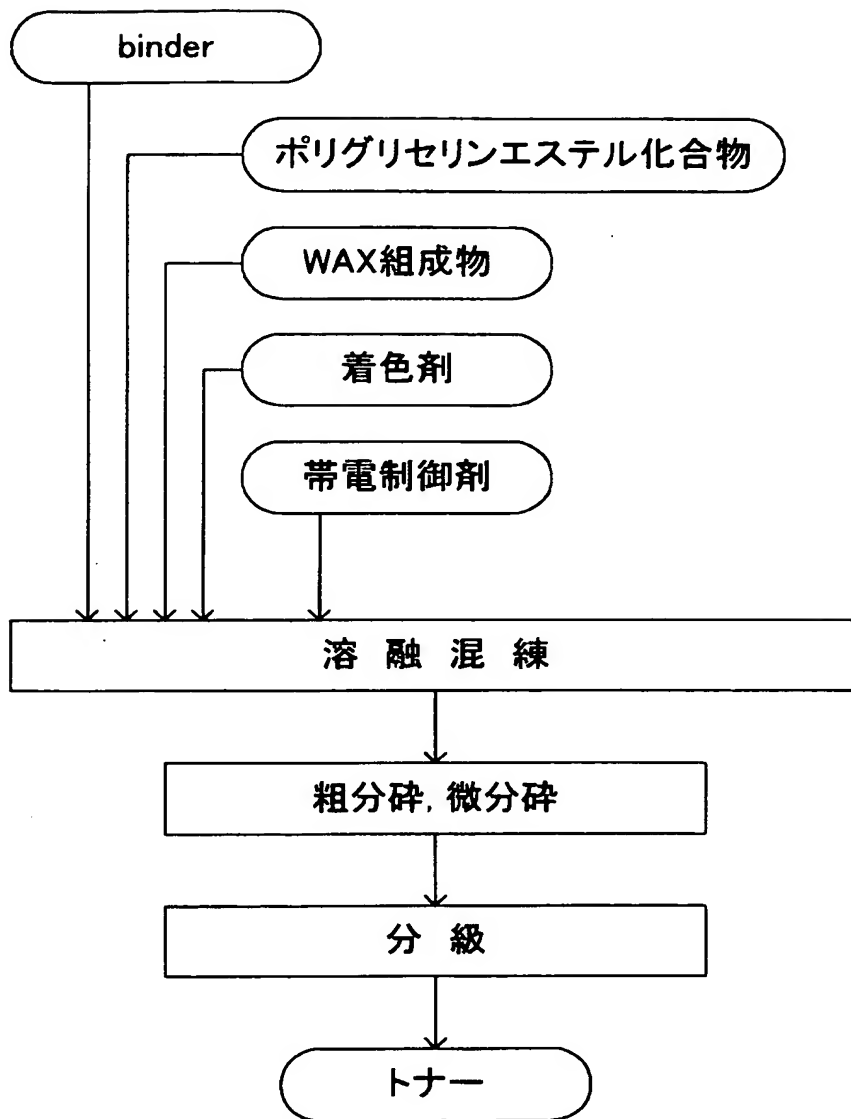 binder
ポリグリセリンエステル化合物
WAX組成物
着色剤
帯電制御剤
溶融混練
粗分砕, 微分砕
分級
トナー